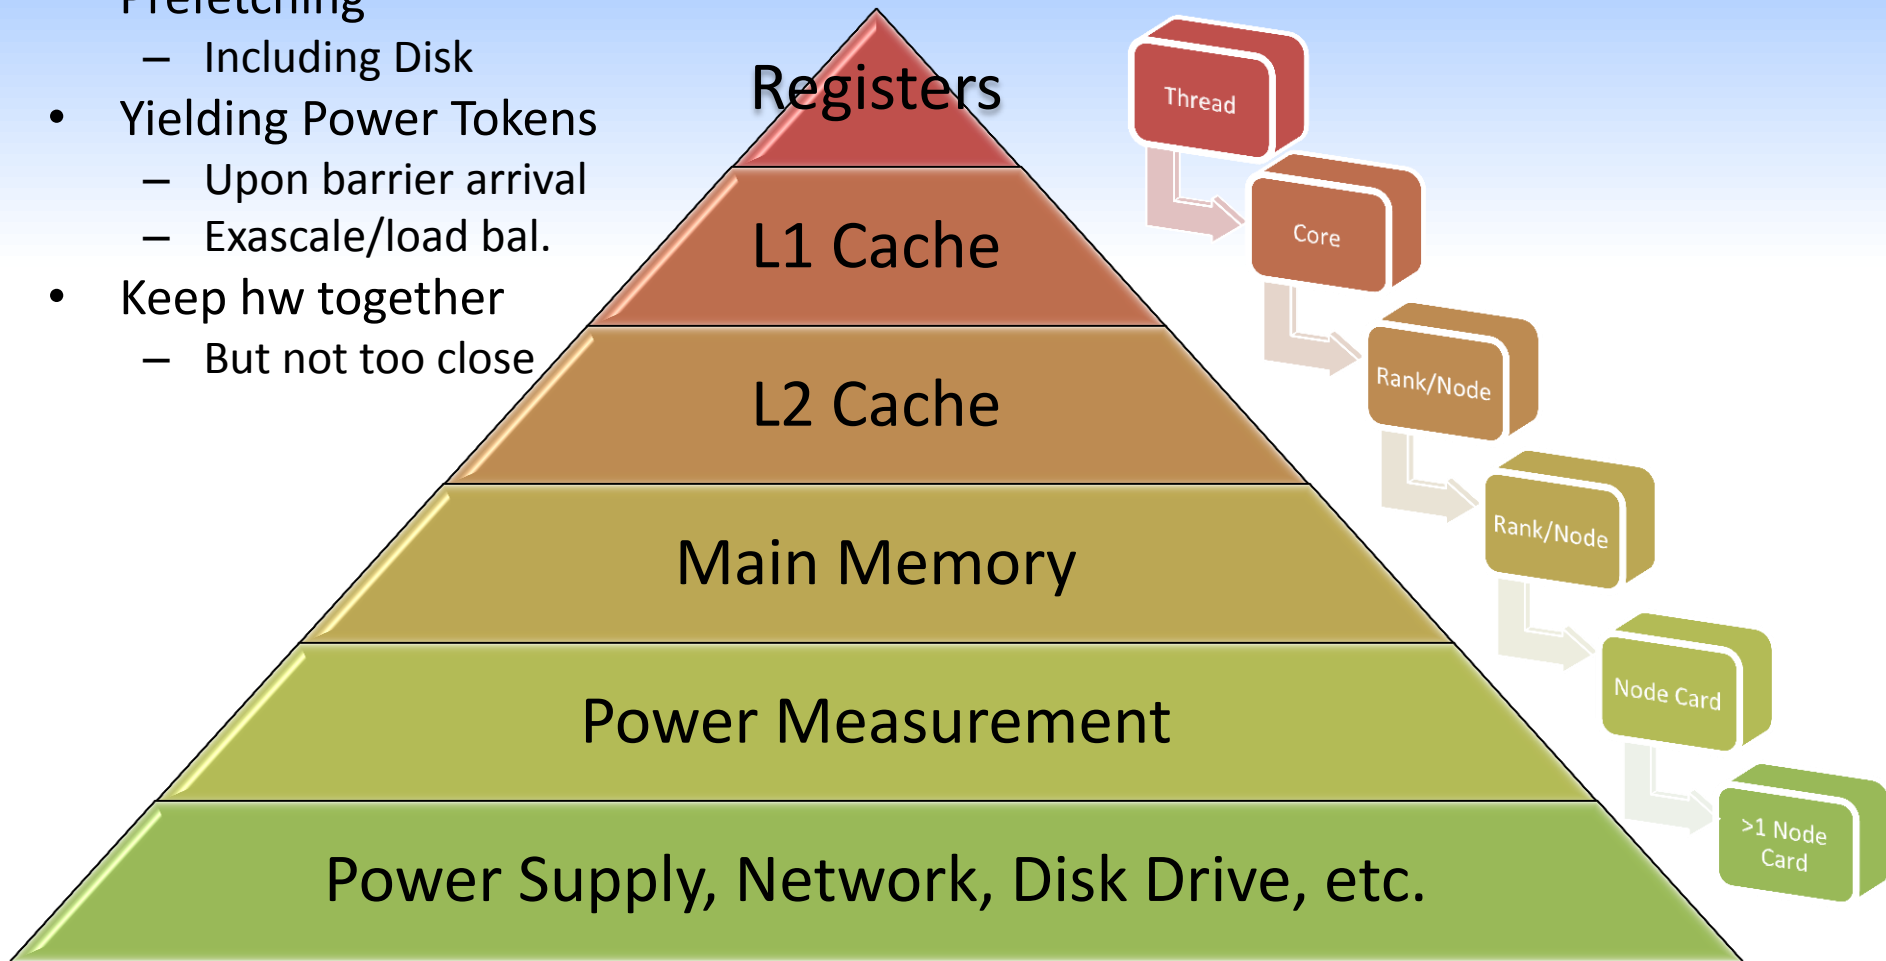 Prefetching
– Including Disk
• Yielding Power Tokens
– Upon barrier arrival
– Exascale/load bal.
• Keep hw together
– But not too close
Registers
L1 Cache
L2 Cache
Main Memory
Power Measurement
Power Supply, Network, Disk Drive, etc.
Thread
Core
Rank/Node
Rank/Node
Node Card
>1 Node
Card